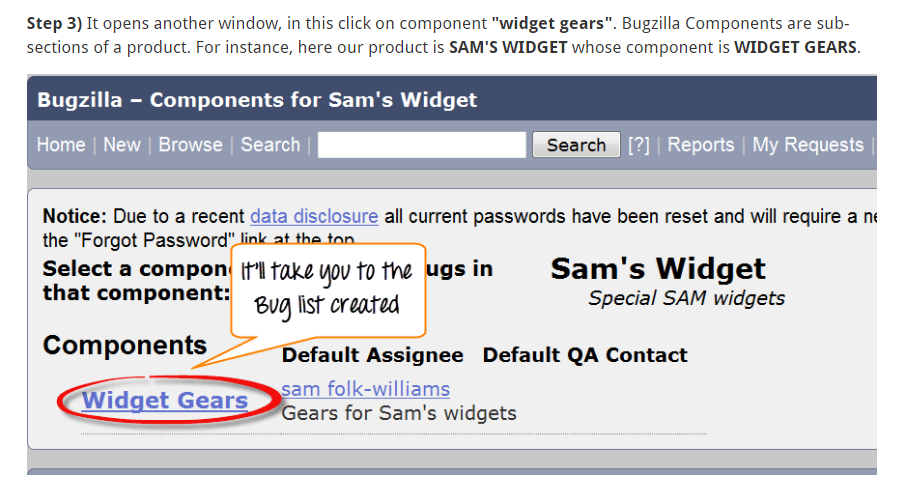 Step 3) It opens another window, in this click on component "widget gears". Bugzilla Components are sub-
sections of a product. For instance, here our product is SAM'S WIDGET whose component is WIDGET GEARS.
Bugzilla – Components for Sam's Widget
Home | New | Browse | Search | Search [?] | Reports | My Requests |
Notice: Due to a recent data disclosure all current passwords have been reset and will require a
the "Forgot Password" link at the top
Select a ugs in
that component:
It'll take you to the
Bug list created
Sam's Widget
Special SAM widgets
Components
Default Assignee Default QA Contact
Widget Gears
sam folk-williams
Gears for Sam's widgets